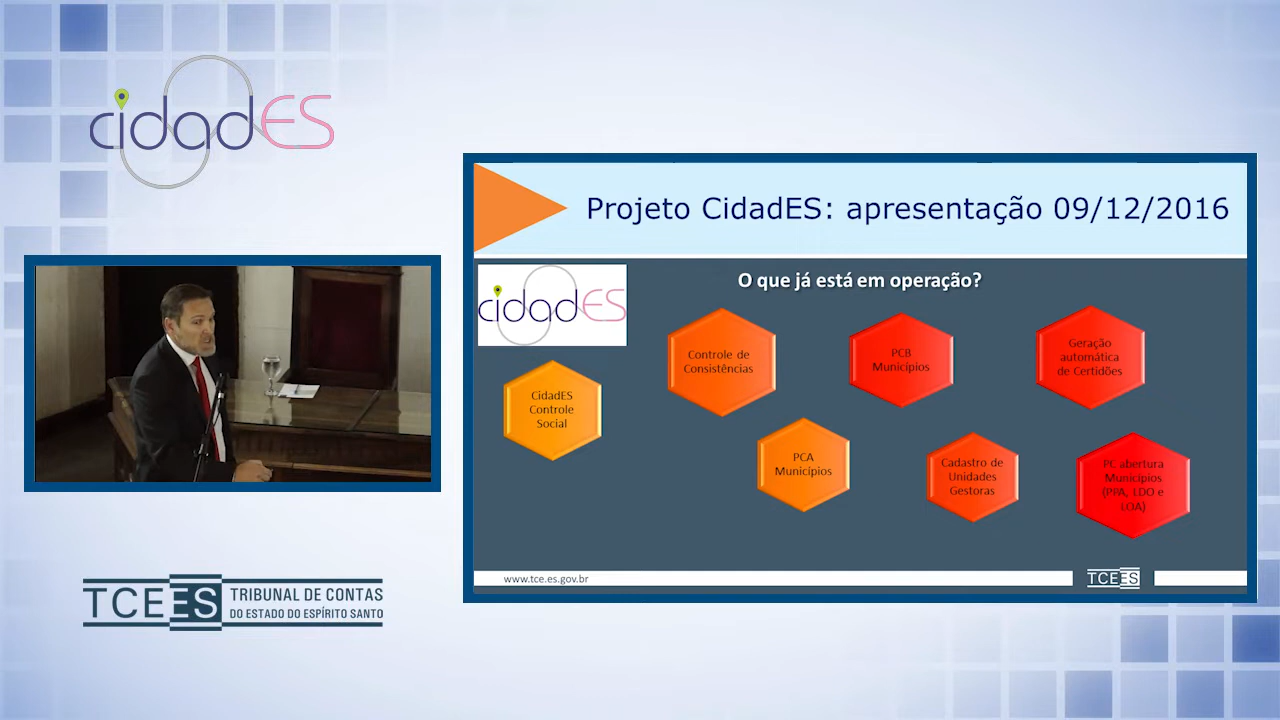 cidadES
TCEES TRIBUNAL DE CONTAS
DO ESTADO DO ESPÍRITO SANTO
Projeto CidadES: apresentação 09/12/2016
cidadES
O que já está em operação?
CidadES
Controle
Social
Controle de
Consistências
PCA
Municípios
PCB
Municípios
Cadastro de
Unidades
Gestoras
Geração
automática
de Certidões
PC abertura
Municípios
(PPA, LDO e
LOA)
www.tce.es.gov.br
TCEES